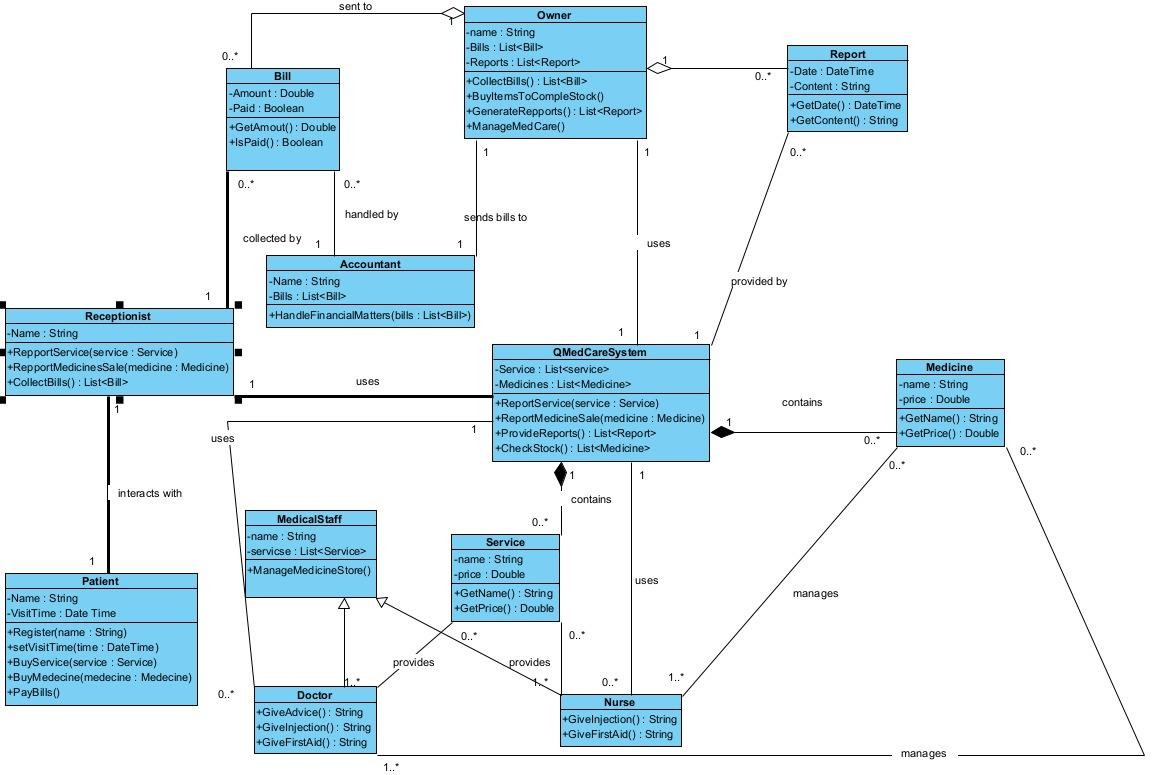 sent to
1
0..*
Owner
-name : String
-Bills : List<Bill>
-Reports : List<Report>
+CollectBills() : List<Bill>
+BuyItemsToCompleStock()
+GenerateRepports() : List<Report>
+ManageMedCare()
1
0..*
Report
-Date : DateTime
-Content : String
+GetDate() : DateTime
+GetContent() : String
Bill
-Amount : Double
-Paid : Boolean
+GetAmout() : Double
+IsPaid() : Boolean
1
1
0..*
0..*
0..*
handled by
sends bills to
collected by
1
1
uses
provided by
Accountant
-Name : String
-Bills : List<Bill>
+HandleFinancialMatters(bills : List<Bill>)
1
Receptionist
-Name : String
+RepportService(service : Service)
+ReportMedicinesSale(medicine : Medicine)
+CollectBills() : List<Bill>
1
1
QMedCareSystem
-Service : List<service>
-Medicines : List<Medicine>
+ReportService(service : Service)
+ReportMedicineSale(medicine : Medicine)
+ProvideReports() : List<Report>
+CheckStock() : List<Medicine>
Medicine
-name : String
-price : Double
+GetName() : String
+GetPrice() : Double
1
uses
contains
1
1
0..*
1
uses
0..*
0..*
1
1
interacts with
contains
0..*
MedicalStaff
-name : String
-servicse : List<Service>
+ManageMedicineStore()
Service
-name : String
-price : Double
+GetName() : String
+GetPrice() : Double
1
uses
manages
Patient
-Name : String
-VisitTime : Date Time
+Register(name : String)
+setVisitTime(time : DateTime)
+BuyService(service : Service)
+BuyMedecine(medecine : Medecine)
+PayBills()
0..*
0..*
provides
provides
1..*
1..*
0..*
1..*
0..*
Doctor
+GiveAdvice() : String
+GiveInjection() : String
+GiveFirstAid() : String
Nurse
+GiveInjection() : String
+GiveFirstAid() : String
manages
1..*